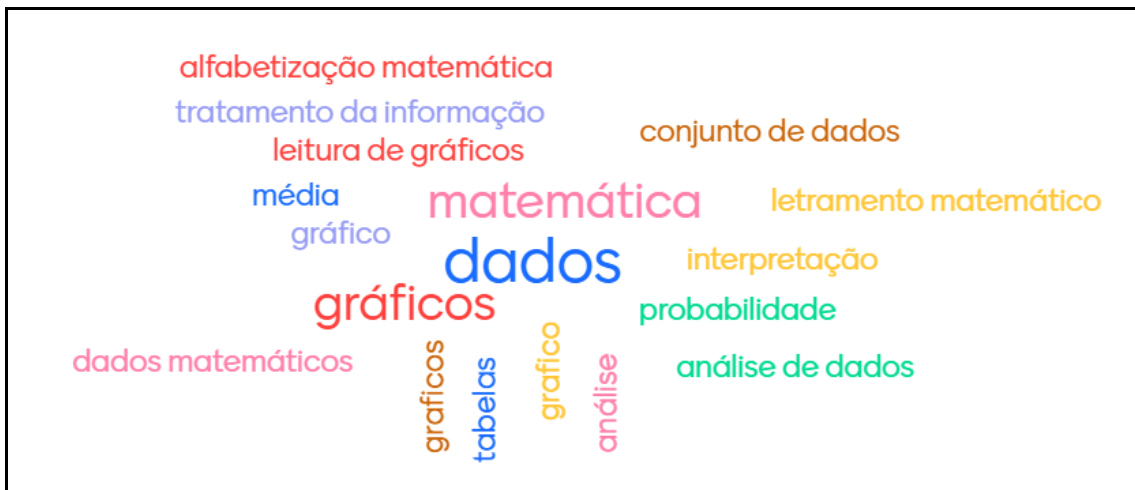 alfabetização matemática
tratamento da informação
conjunto de dados
leitura de gráficos
média
matemática
letramento matemático
gráfico
dados
interpretação
gráficos
probabilidade
dados matemáticos
graficos
tabelas
grafico
análise
análise de dados